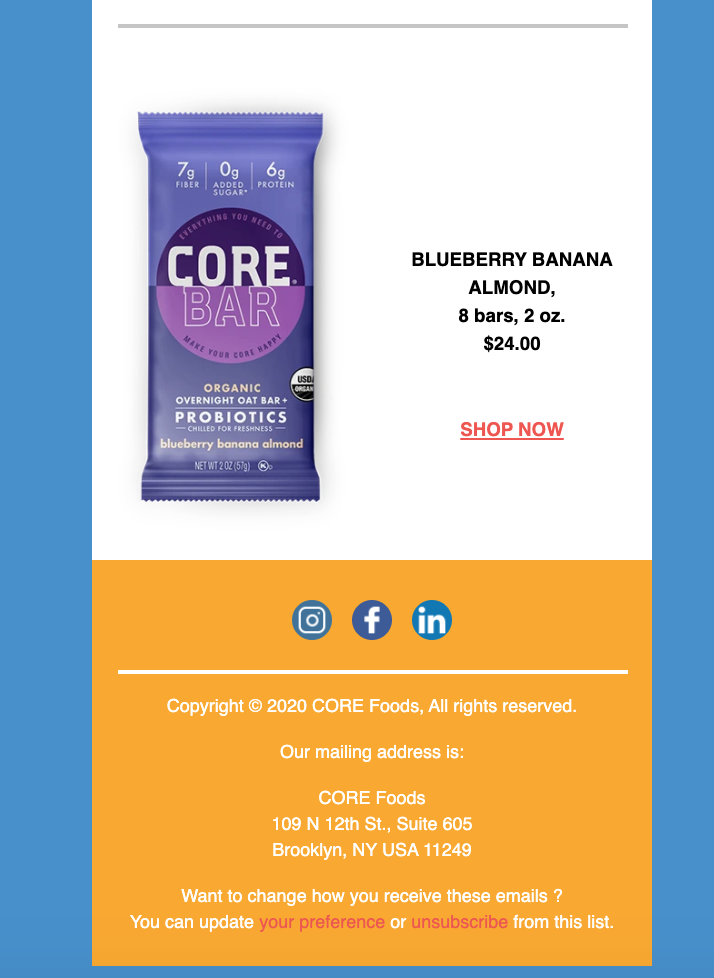 7g 0g 6g
FIBER ADDED PROTEIN
SUGAR*
EVERYTHING YOU NEED TO
CORE
BAR
MAKE YOUR CORE HAPPY
USDA
ORGANIC
ORGANIC
OVERNIGHT OAT BAR +
PROBIOTICS
CHILLED FOR FRESHNESS
blueberry banana almond
NET WT 2 OZ (57g) K D
BLUEBERRY BANANA
ALMOND,
8 bars, 2 oz.
$24.00
SHOP NOW
f
in
Copyright © 2020 CORE Foods, All rights reserved.
Our mailing address is:
CORE Foods
109 N 12th St., Suite 605
Brooklyn, NY USA 11249
Want to change how you receive these emails ?
You can update your preference or unsubscribe from this list.